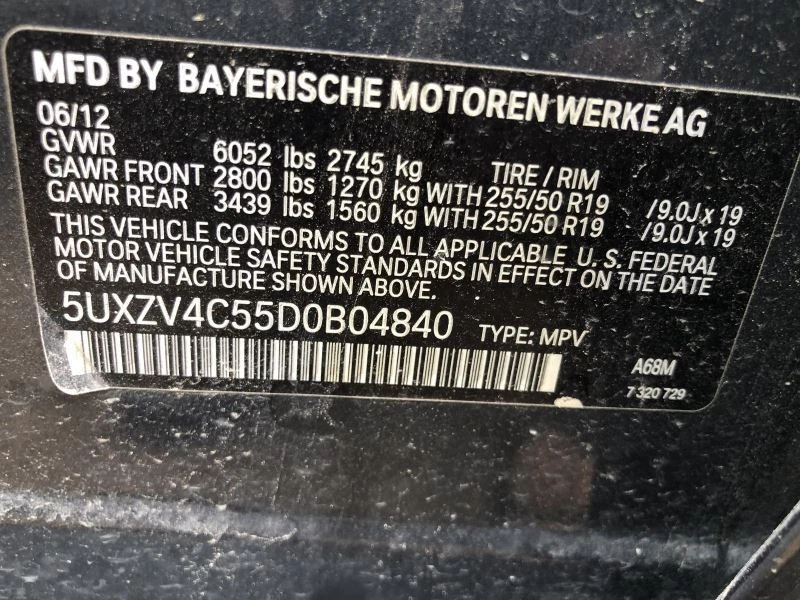 MFD BY BAYERISCHE MOTOREN WERKE AG
06/12
GVWR 6052 lbs 2745 kg TIRE / RIM
GAWR FRONT 2800 lbs 1270 kg WITH 255/50 R19 /9.0J x 19
GAWR REAR 3439 lbs 1560 kg WITH 255/50 R19 /9.0J x 19
THIS VEHICLE CONFORMS TO ALL APPLICABLE U. S. FEDERAL
MOTOR VEHICLE SAFETY STANDARDS IN EFFECT ON THE DATE
OF MANUFACTURE SHOWN ABOVE.
5UXZV4C55D0B04840 TYPE: MPV
A68M
7 320 729